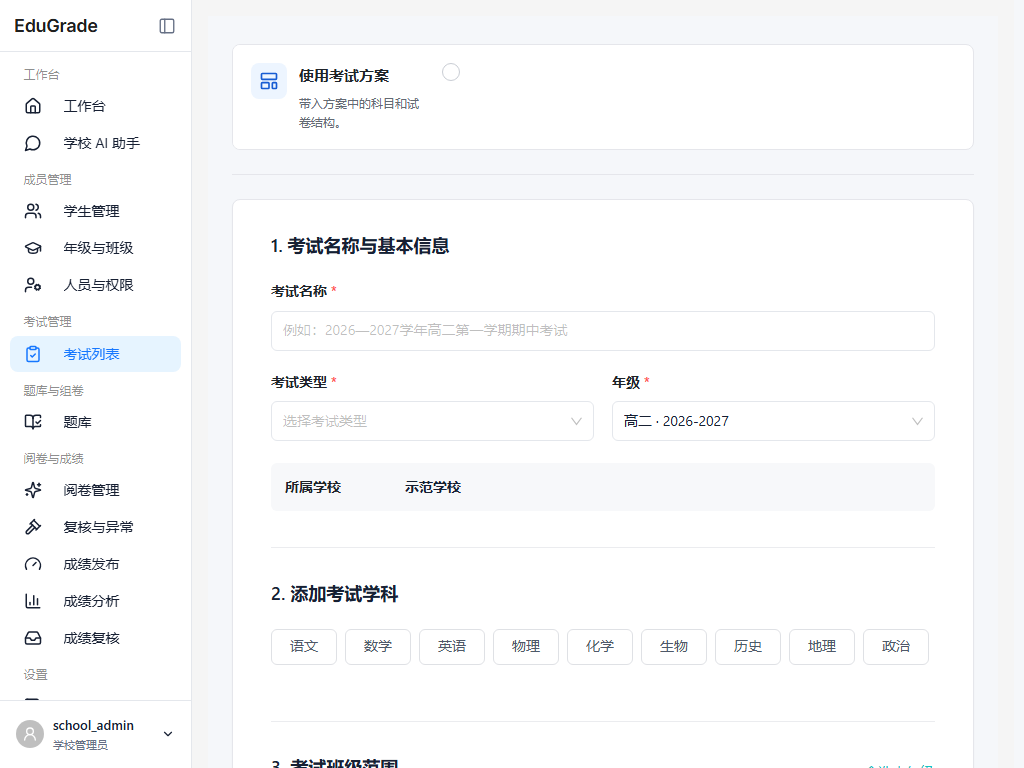 EduGrade
工作台
工作台
学校 AI 助手
成员管理
学生管理
年级与班级
人员与权限
考试管理
考试列表
题库与组卷
题库
阅卷与成绩
阅卷管理
复核与异常
成绩发布
成绩分析
成绩复核
设置
school_admin
学校管理员
使用考试方案
带入方案中的科目和试
卷结构。
1. 考试名称与基本信息
考试名称 *
例如：2026—2027学年高二第一学期期中考试
考试类型 *
年级 *
选择考试类型
高二 · 2026-2027
所属学校
示范学校
2. 添加考试学科
语文
数学
英语
物理
化学
生物
历史
地理
政治
3. 考试班级范围